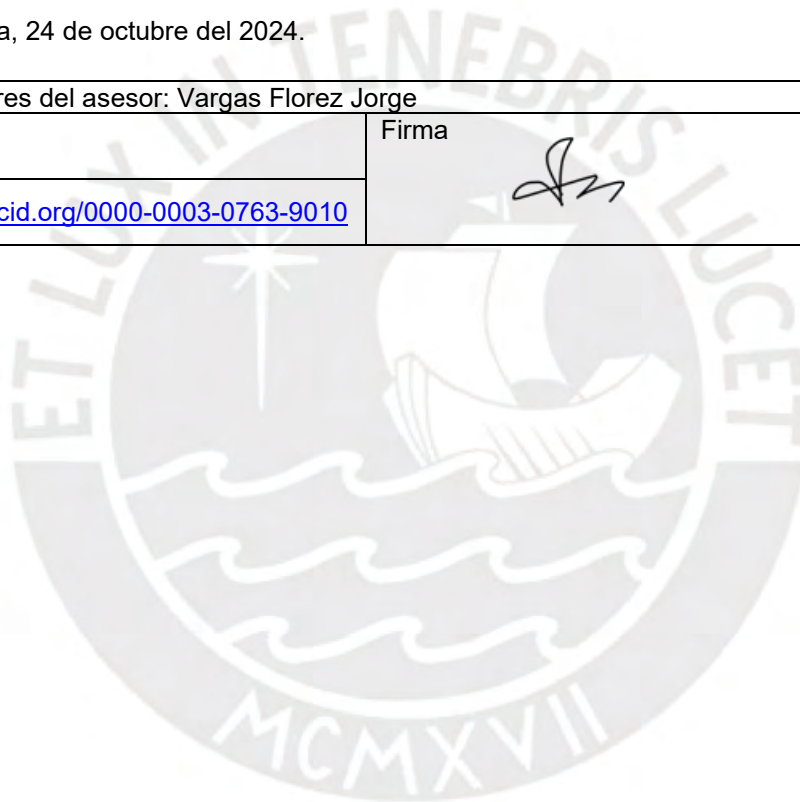 a, 24 de octubre del 2024.
res del asesor: Vargas Florez Jorge
Firma
cid.org/0000-0003-0763-9010
ET LUX IN TENEBRIS LUCET
MCMXVII